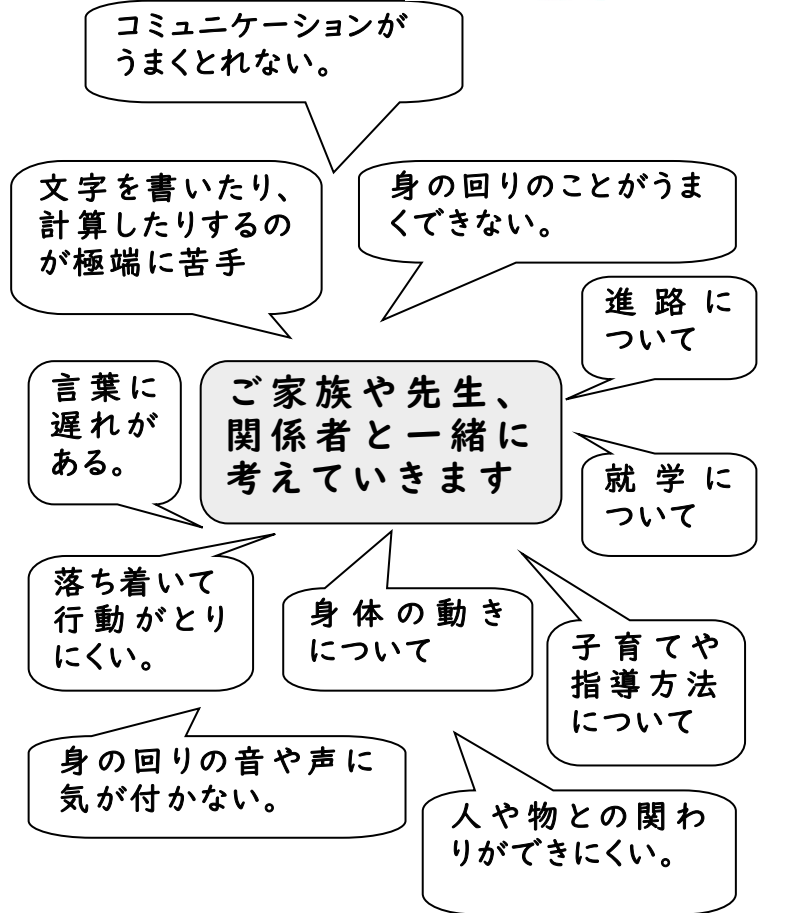 コミュニケーションが
うまくとれない。
文字を書いたり、
計算したりするの
が極端に苦手
身の回りのことがうま
くできない。
進路に
ついて
言葉に
遅れが
ある。
ご家族や先生、
関係者と一緒に
考えていきます
就学に
ついて
落ち着いて
行動がとり
にくい。
身体の動き
について
子育てや
指導方法
について
身の回りの音や声に
気が付かない。
人や物との関わ
りができにくい。